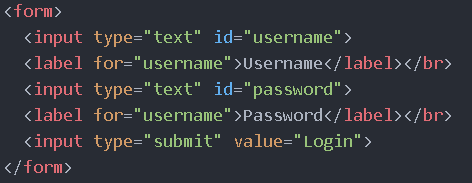 <form>
  <input type="text" id="username">
  <label for="username">Username</label></br>
  <input type="text" id="password">
  <label for="username">Password</label></br>
  <input type="submit" value="Login">
</form>